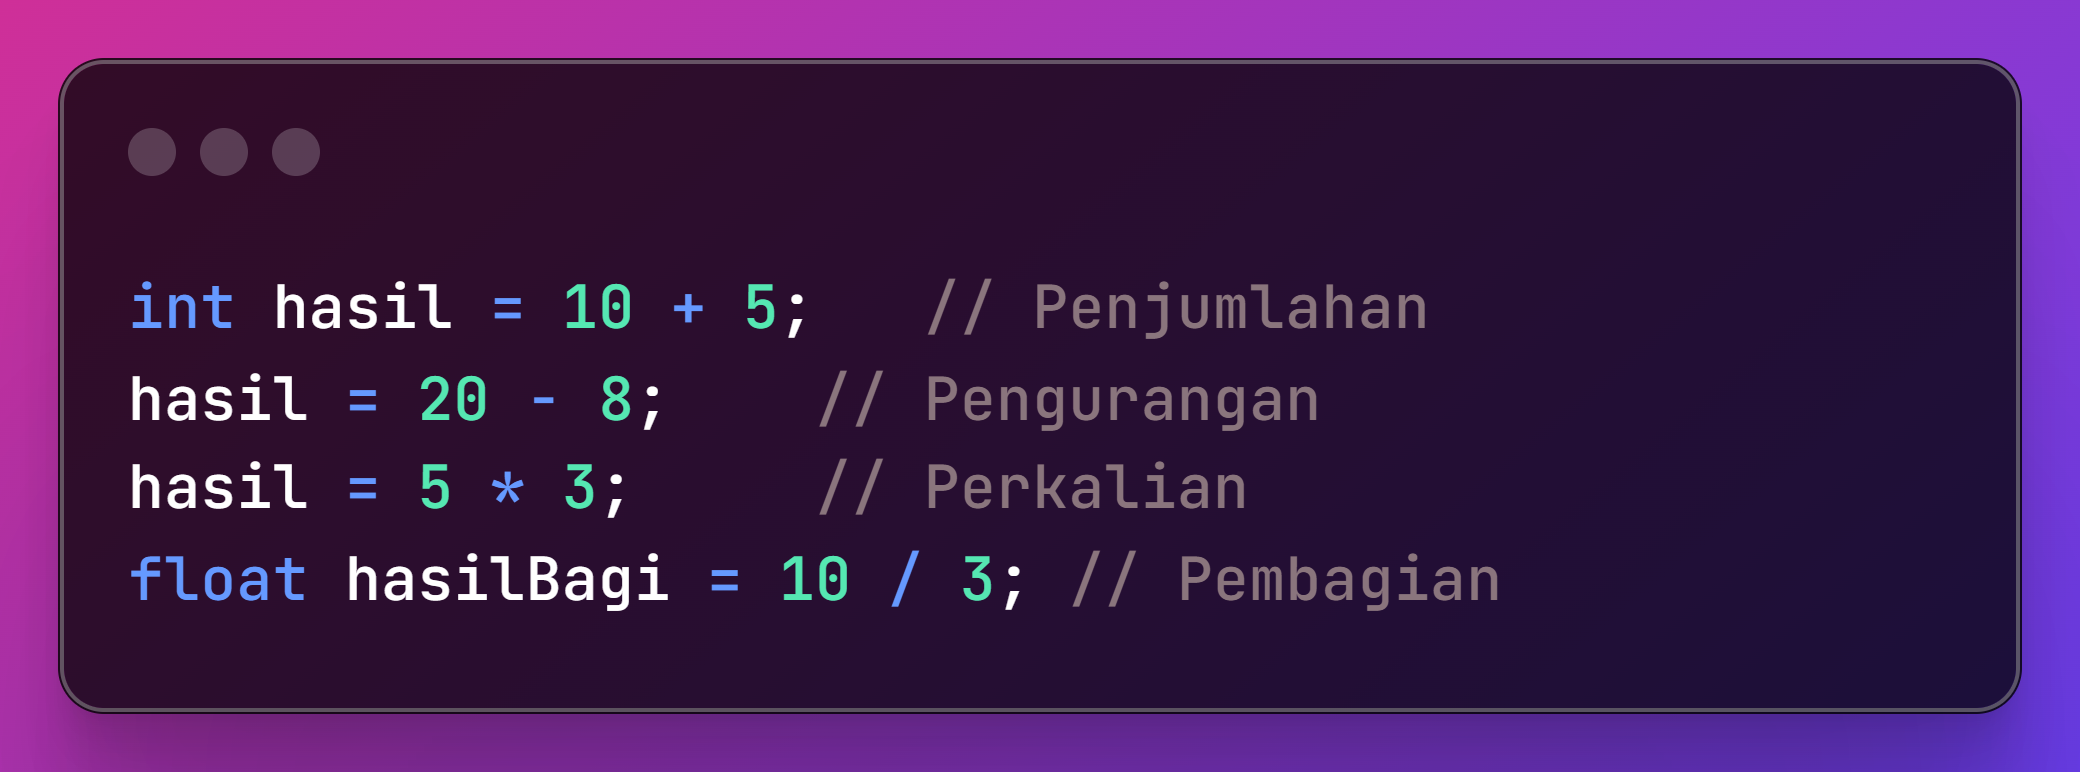 int hasil = 10 + 5;   // Penjumlahan
hasil = 20 - 8;    // Pengurangan
hasil = 5 * 3;     // Perkalian
float hasilBagi = 10 / 3; // Pembagian